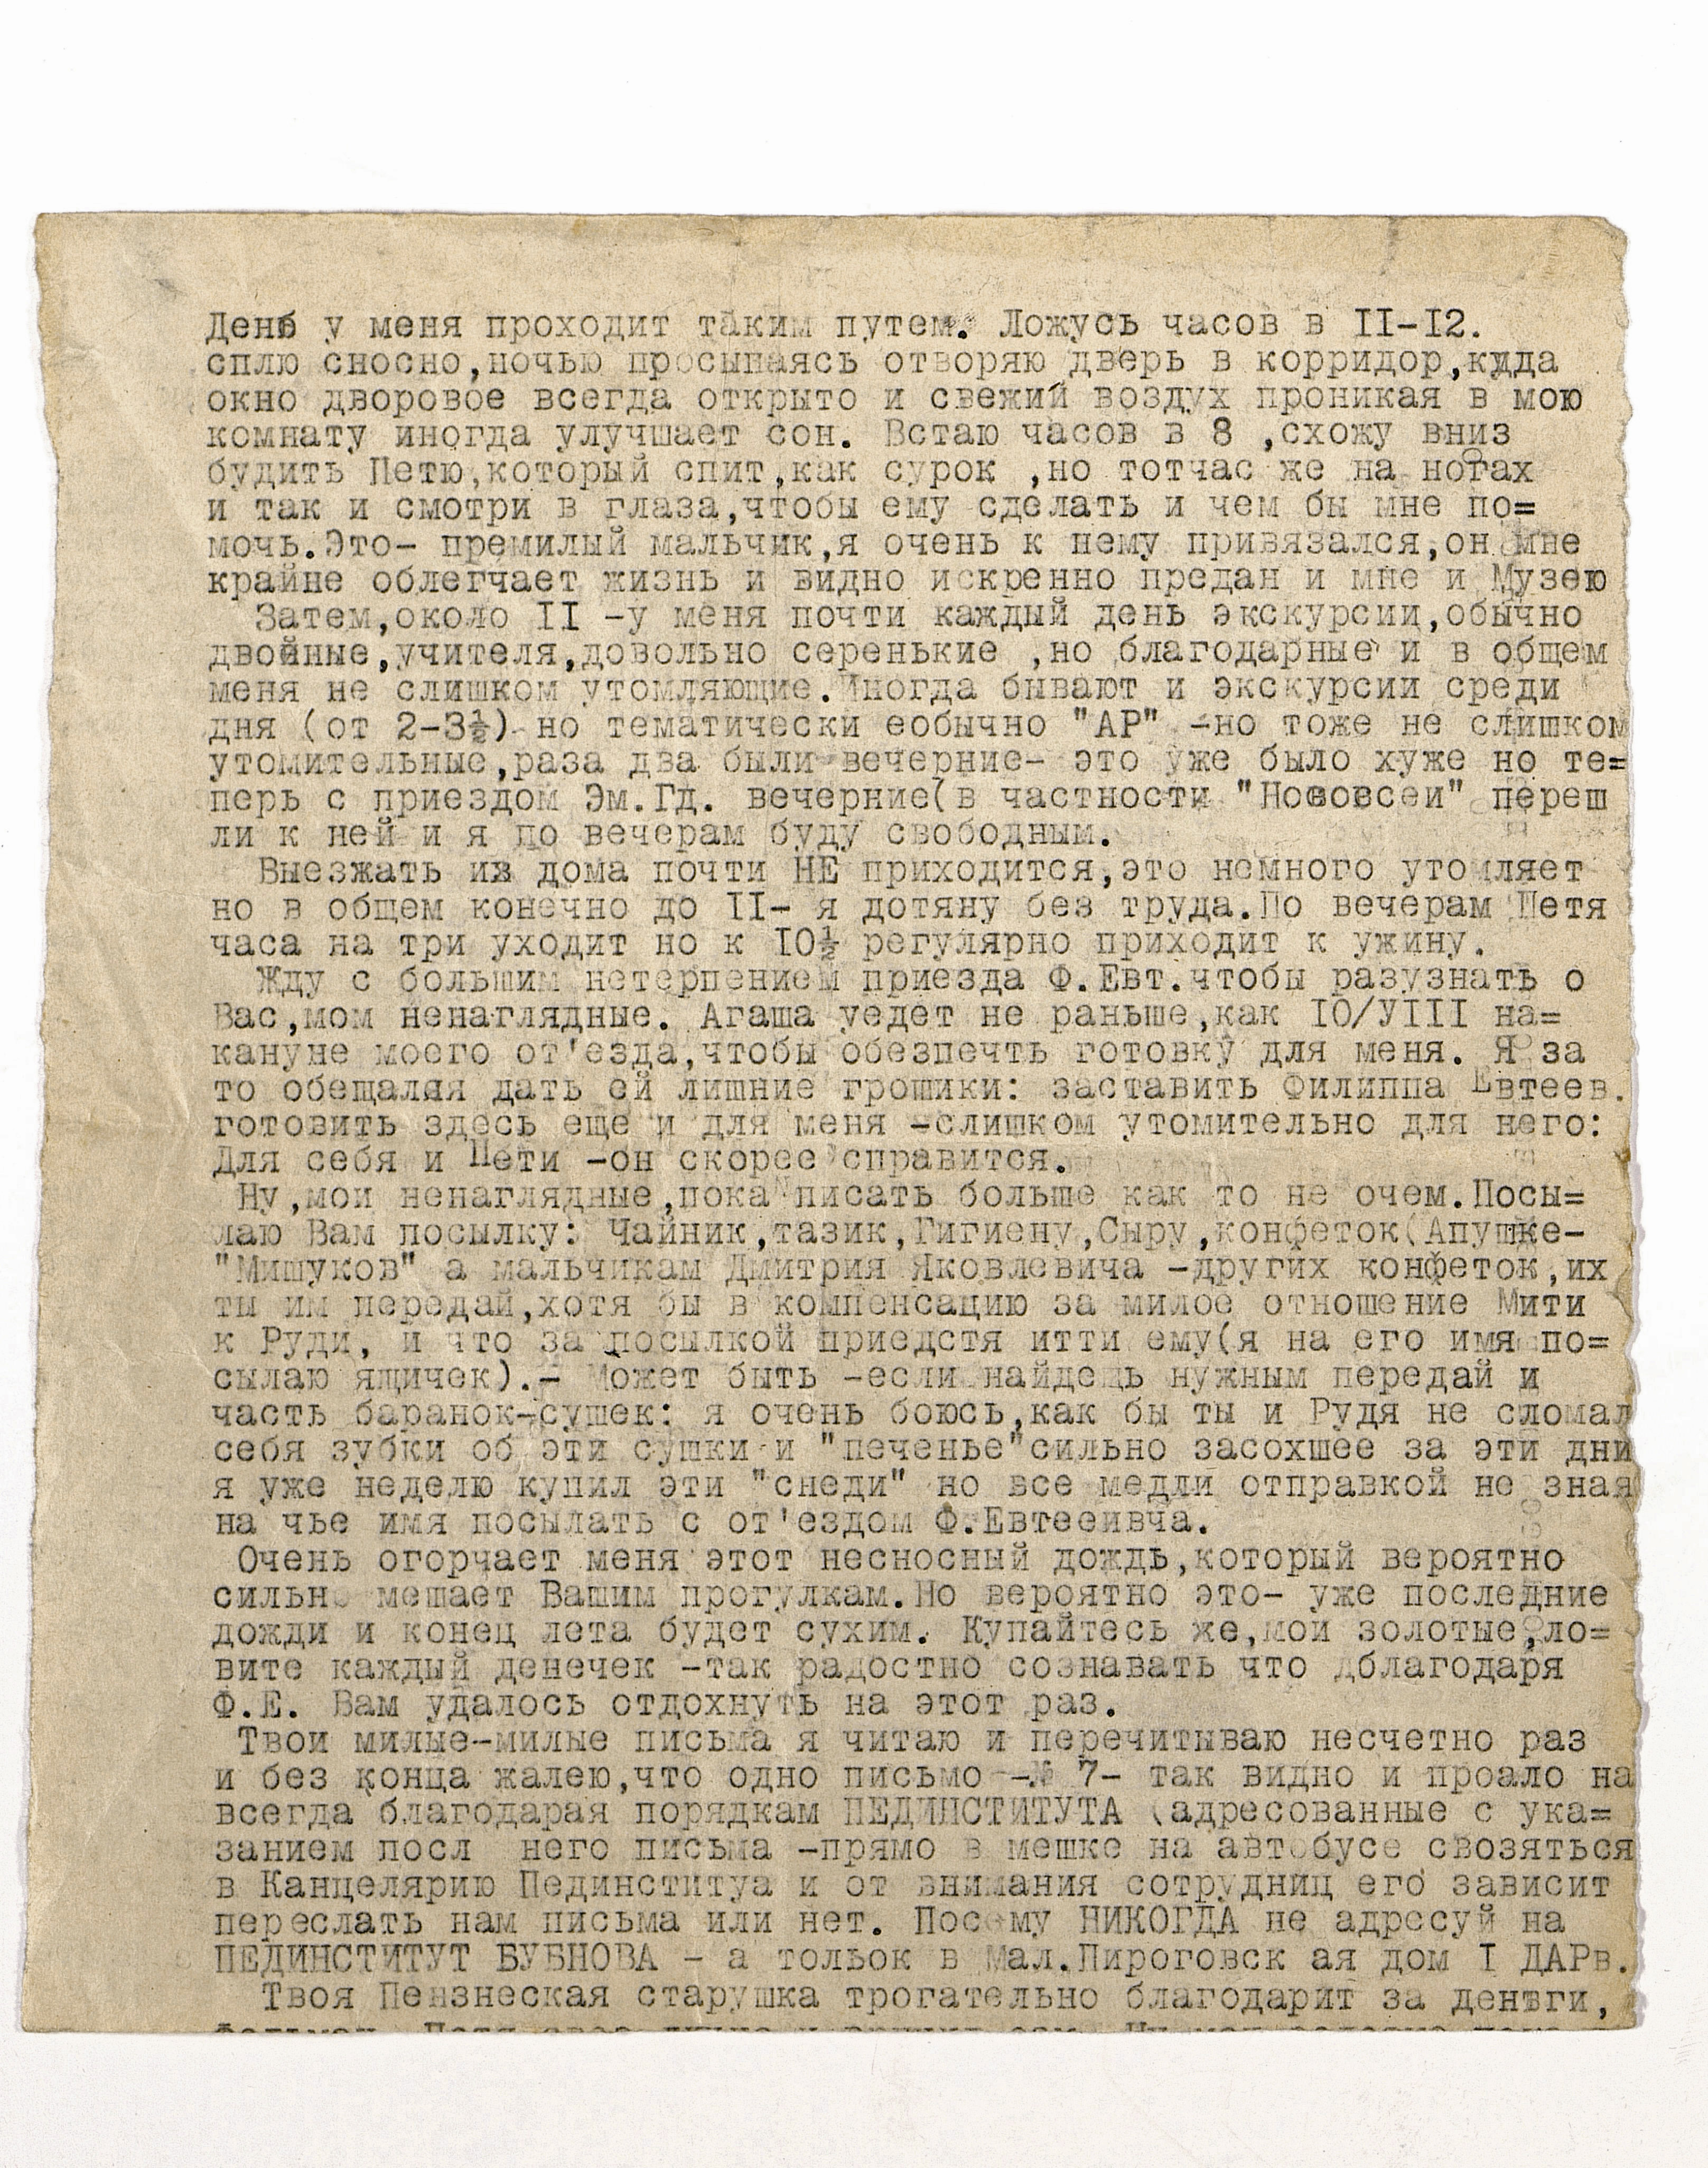 День у меня проходит таким путем. Ложусь часов в II-I2.
сплю сносно,ночью просыпаясь отворяю дверь в корридор,куда
окно дворовое всегда открыто и свежий воздух проникая в мою
комнату иногда улучшает сон. Встаю часов в 8 ,схожу вниз
будить Петю,который спит,как сурок ,но тотчас же на ногах
и так и смотри в глаза,чтобы ему сделать и чем бы мне по=
мочь.Это- премилый мальчик,я очень к нему привязался,он мне
крайне облегчает жизнь и видно искренно предан и мне и Музею
Затем,около II -у меня почти каждый день экскурсии,обычно
двойные,учителя,довольно серенькие ,но благодарные и в общем
меня не слишком утомляющие.Иногда бывают и экскурсии среди
дня (от 2-3½) но тематически еобычно "АР" -но тоже не слишком
утомительные,раза два были вечерние- это уже было хуже но те=
перь с приездом Эм.Гд. вечерние(в частности "Нововсеи" переш
ли к ней и я по вечерам буду свободным.
Выезжать из дома почти НЕ приходится,это немного утомляет
но в общем конечно до II- я дотяну без труда.По вечерам Петя
часа на три уходит но к I0½ регулярно приходит к ужину.
Жду с большим нетерпением приезда Ф.Евт.чтобы разузнать о
Вас,мом ненаглядные. Агаша уедет не раньше,как I0/УIII на=
кануне моего от'езда,чтобы обезпечть готовку для меня. Я за
то обещался дать ей лишние грошики: заставить Филиппа Евтеев.
готовить здесь еще и для меня -слишком утомительно для него:
Для себя и Пети -он скорее справится.
Ну,мои ненаглядные,пока писать больше как то не очем.Посы=
лаю Вам посылку: Чайник,тазик,Гигиену,Сыру,конфеток(Апушке-
"Мишуков" а мальчикам Дмитрия Яковлевича -других конфеток,их
ты им передай,хотя бы в компенсацию за милое отношение Мити
к Руди, и что за посылкой приедстя итти ему(я на его имя по=
сылаю ящичек).- Может быть -если найдешь нужным передай и
часть баранок-сушек: я очень боюсь,как бы ты и Рудя не сломал
себя зубки об эти сушки и "печенье"сильно засохшее за эти дни
я уже неделю купил эти "снеди" но все медли отправкой не зная
на чье имя посылать с от'ездом Ф.Евтееивча.
Очень огорчает меня этот несносный дождь,который вероятно
сильно мешает Вашим прогулкам.Но вероятно это- уже последние
дожди и конец лета будет сухим. Купайтесь же,мои золотые,ло=
вите каждый денечек -так радостно сознавать что дблагодаря
Ф.Е. Вам удалось отдохнуть на этот раз.
Твои милые-милые письма я читаю и перечитываю несчетно раз
и без конца жалею,что одно письмо -№ 7- так видно и проало на
всегда благодарая порядкам ПЕДИНСТИТУТА (адресованные с ука=
занием посл него письма -прямо в мешке на автобусе свозяться
в Канцелярию Пединституа и от внимания сотрудниц его зависит
переслать нам письма или нет. Посему НИКОГДА не адресуй на
ПЕДИНСТИТУТ БУБНОВА - а тольок в Мал.Пироговск ая дом I ДАРв.
Твоя Пензнеская старушка трогательно благодарит за деньги,